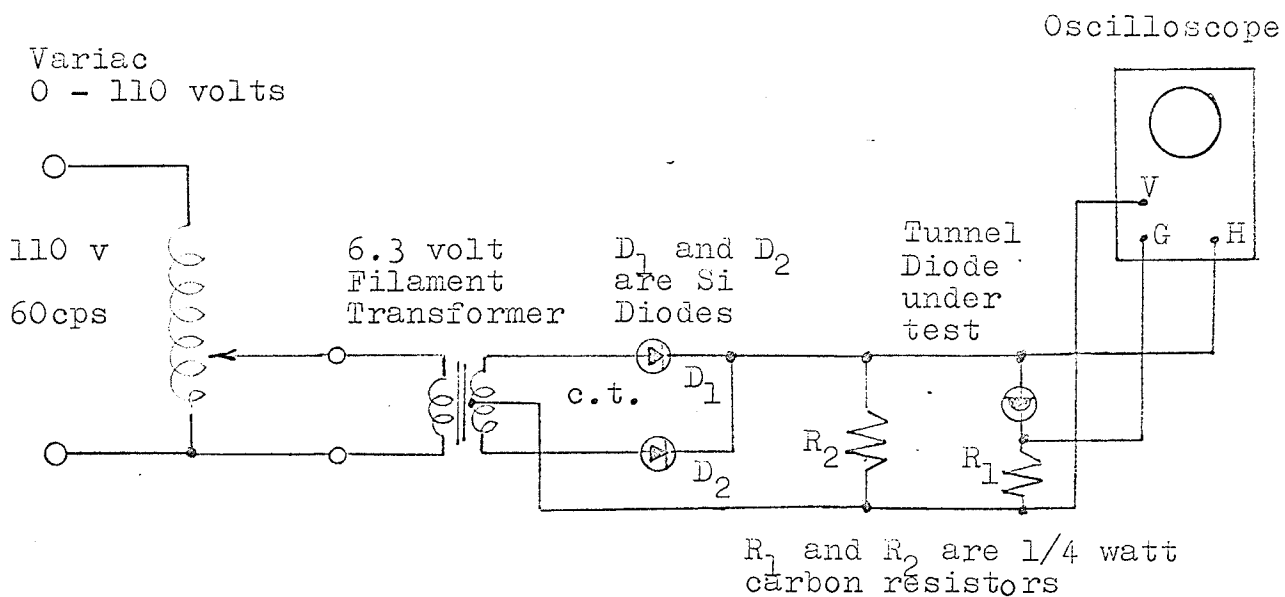 Oscilloscope
Variac
0 - 110 volts
110 v
60cps
6.3 volt
Filament
Transformer
D1 and D2
are Si
Diodes
Tunnel
Diode
under
test
V
G
H
c.t.
D1
D2
R2
R1
R1 and R2 are 1/4 watt
carbon resistors